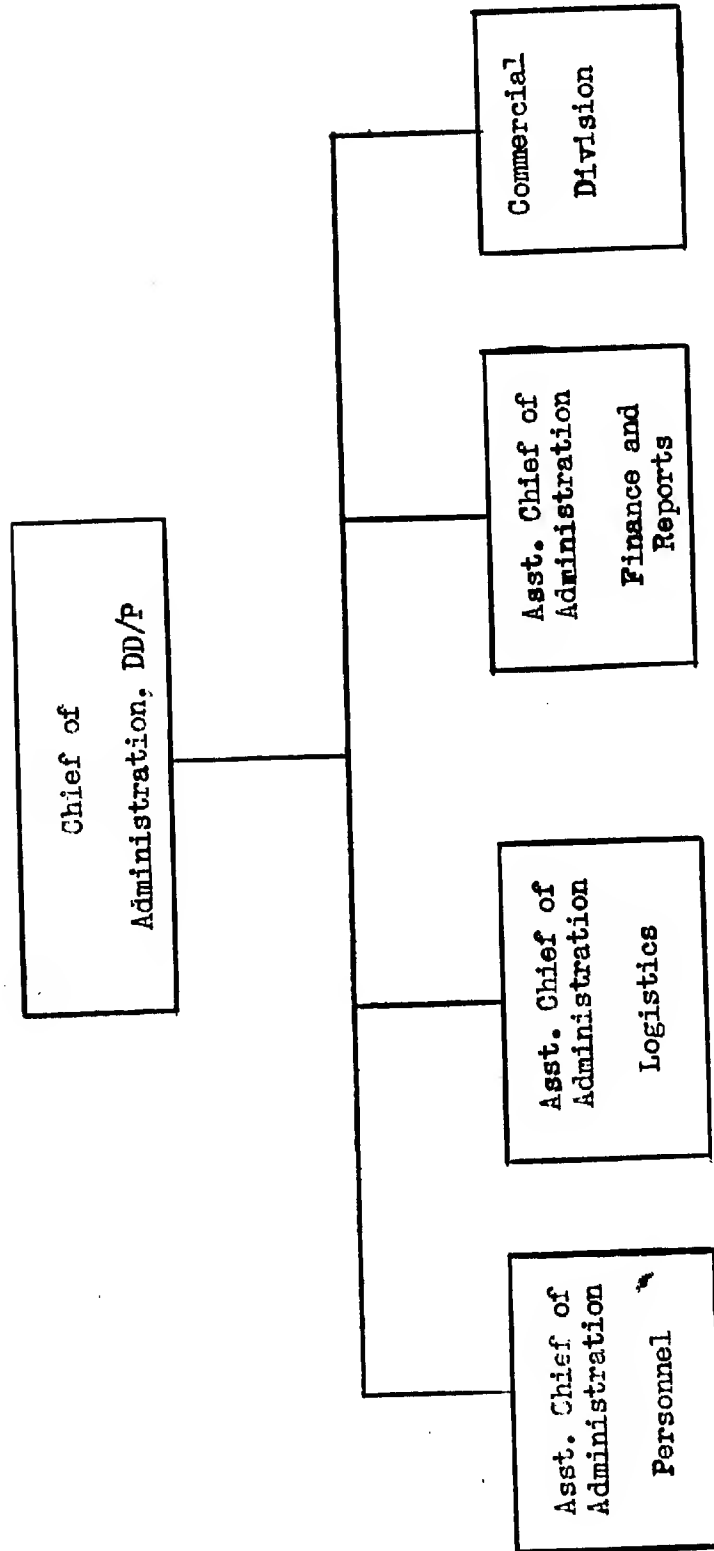 Chief of
Administration, DD/P
Asst. Chief of
Administration
Personnel
Asst. Chief of
Administration
Logistics
Asst. Chief of
Administration
Finance and
Reports
Commercial
Division